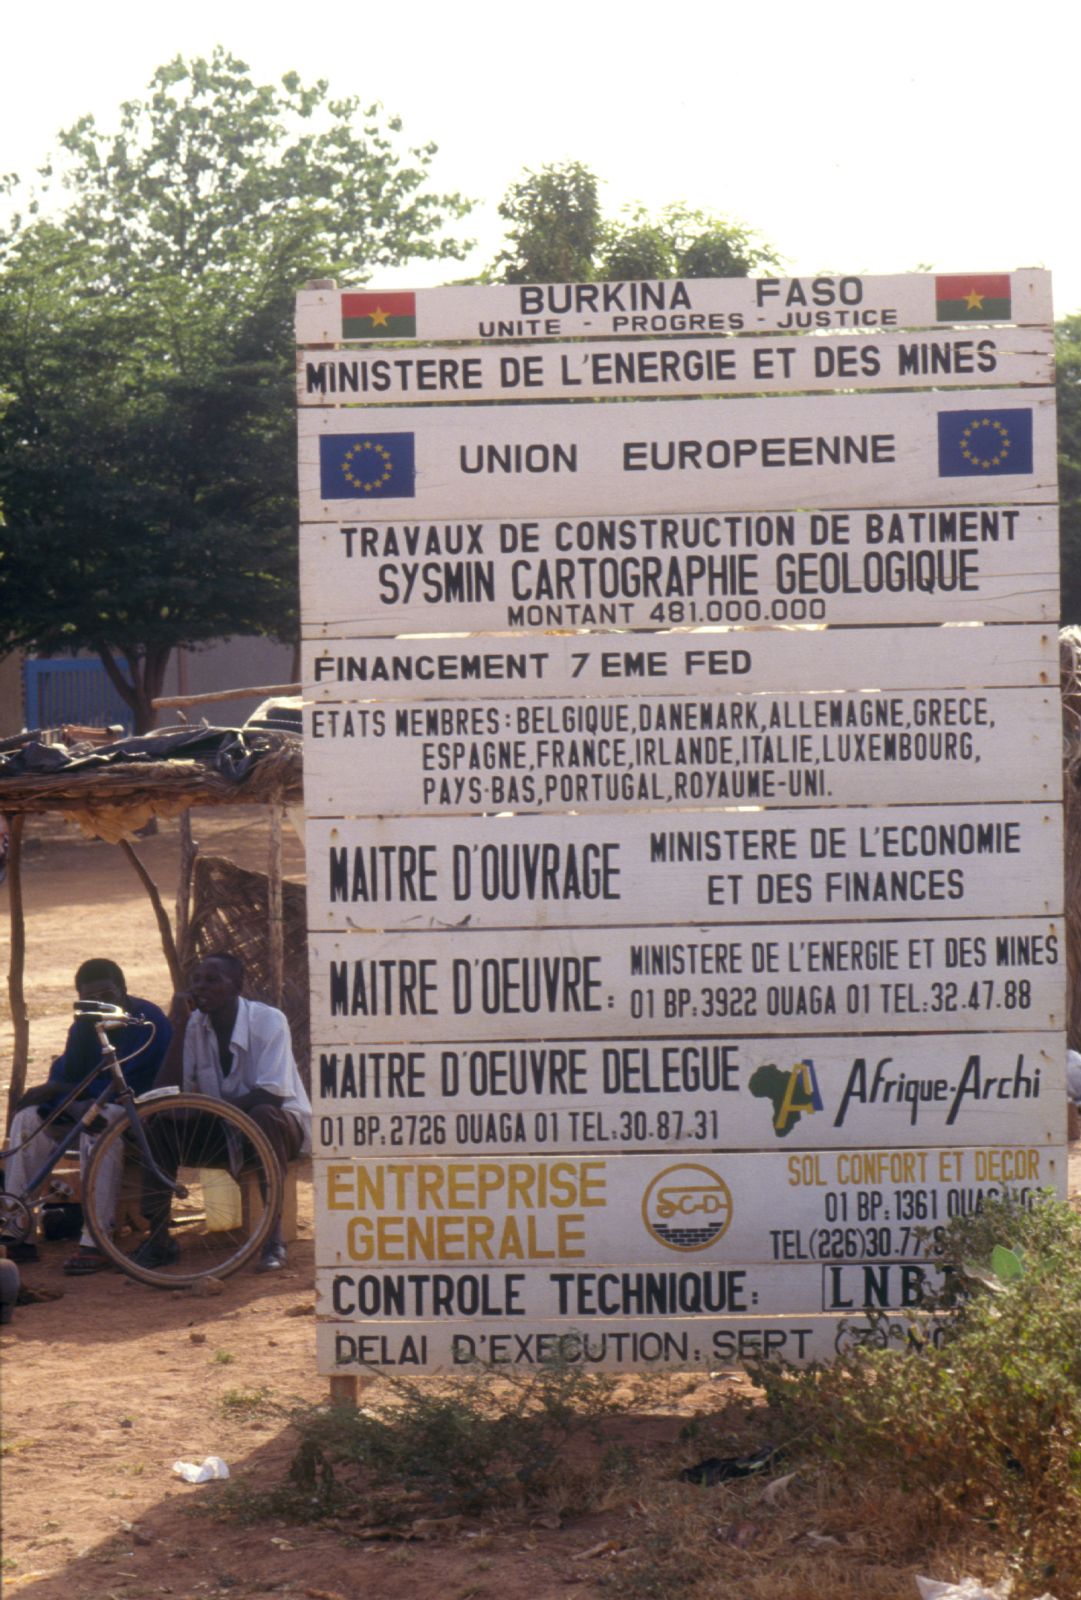 BURKINA FASO
UNITE - PROGRES - JUSTICE
MINISTERE DE L'ENERGIE ET DES MINES
UNION EUROPEENNE
TRAVAUX DE CONSTRUCTION DE BATIMENT
SYSMIN CARTOGRAPHIE GEOLOGIQUE
MONTANT 481.000.000
FINANCEMENT 7 EME FED
ETATS MEMBRES: BELGIQUE, DANEMARK, ALLEMAGNE, GRECE,
ESPAGNE, FRANCE, IRLANDE, ITALIE, LUXEMBOURG,
PAYS-BAS, PORTUGAL, ROYAUME-UNI.
MAITRE D'OUVRAGE
MINISTERE DE L'ECONOMIE
ET DES FINANCES
MAITRE D'OEUVRE:
MINISTERE DE L'ENERGIE ET DES MINES
01 BP:3922 OUAGA 01 TEL:32.47.88
MAITRE D'OEUVRE DELEGUE
01 BP:2726 OUAGA 01 TEL:30.87.31
A Afrique-Archi
ENTREPRISE
GENERALE
SCD
SOL CONFORT ET DECOR
01 BP:1361
TEL(226)30.77
CONTROLE TECHNIQUE:
DELAI D'EXECUTION: SEPT